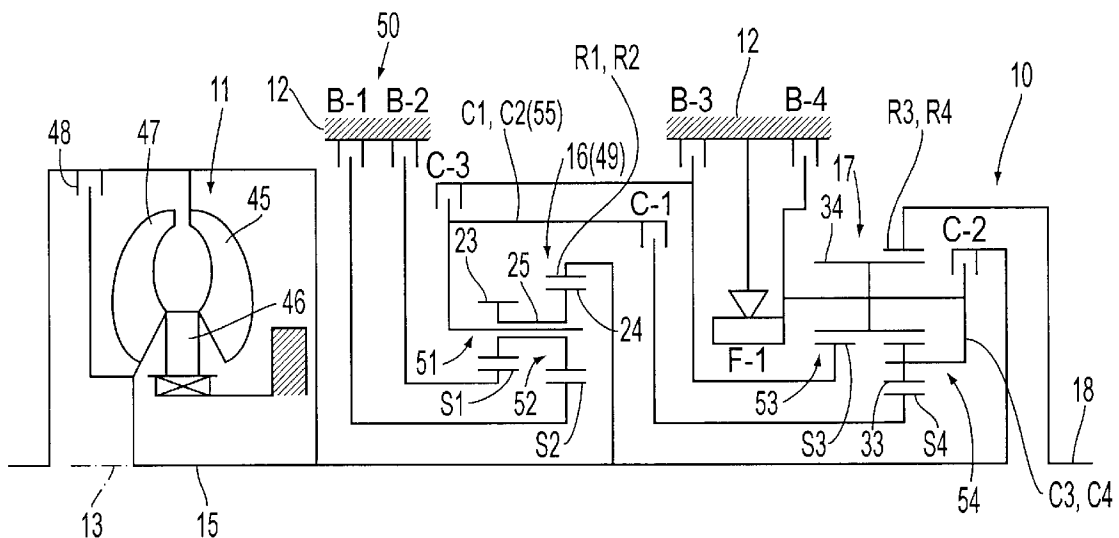 50
12
10
11
R1, R2
12
B-1 B-2
B-3 B-4
C1, C2(55)
R3, R4
47
48
C-3
16(49)
17
45
C-1
34
C-2
23
25
46
24
51
F-1
S1
52
53
18
S2
S3
33
S4
54
C3, C4
13
15